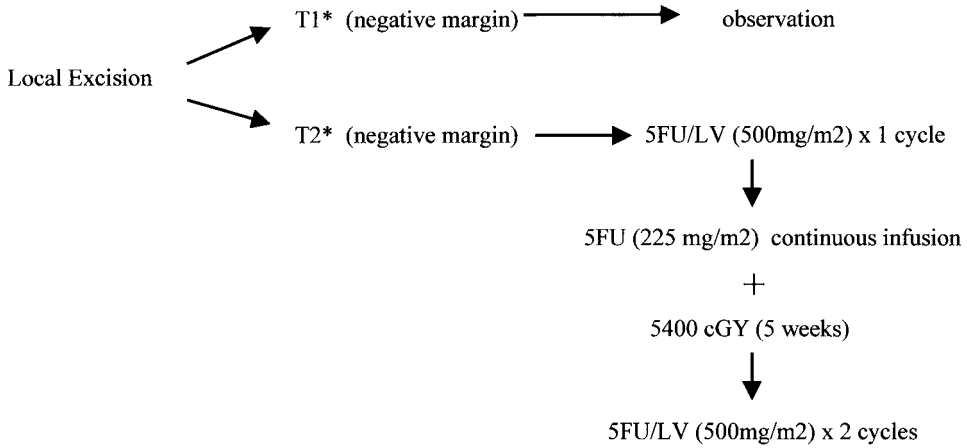 T1* (negative margin)
observation
Local Excision
T2* (negative margin)
5FU/LV (500mg/m2) x 1 cycle
5FU (225 mg/m2) continuous infusion
+
5400 cGY (5 weeks)
5FU/LV (500mg/m2) x 2 cycles